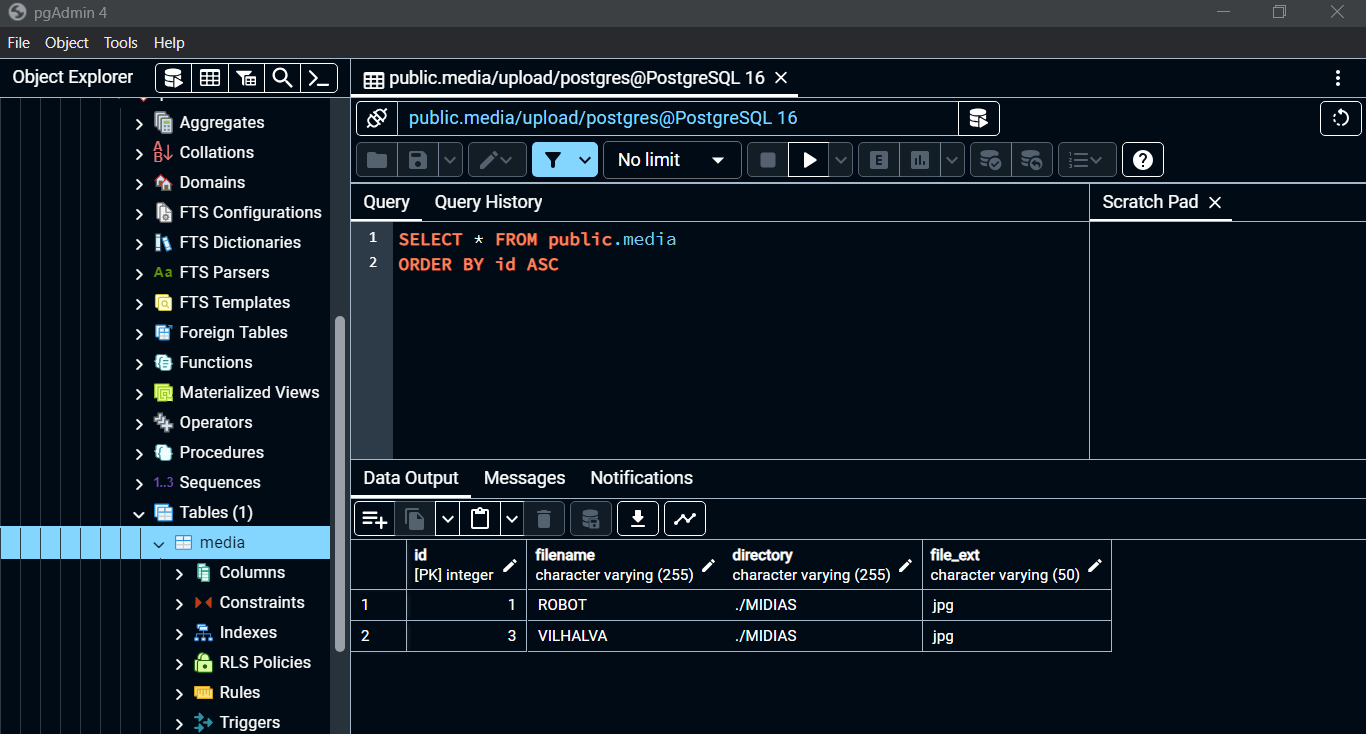 pgAdmin 4
File Object Tools Help
Object Explorer
Aggregates
Collations
Domains
FTS Configurations
FTS Dictionaries
Aa FTS Parsers
FTS Templates
Foreign Tables
Functions
Materialized Views
Operators
Procedures
1..3 Sequences
Tables (1)
media
Columns
Constraints
Indexes
RLS Policies
Rules
Triggers
public.media/upload/postgres@PostgreSQL 16
public.media/upload/postgres@PostgreSQL 16
No limit
E
Query Query History
Scratch Pad
1 SELECT * FROM public.media
2 ORDER BY id ASC
Data Output Messages Notifications
id filename directory file_ext
[PK] integer character varying (255) character varying (255) character varying (50)
1 1 ROBOT ./MIDIAS jpg
2 3 VILHALVA ./MIDIAS jpg